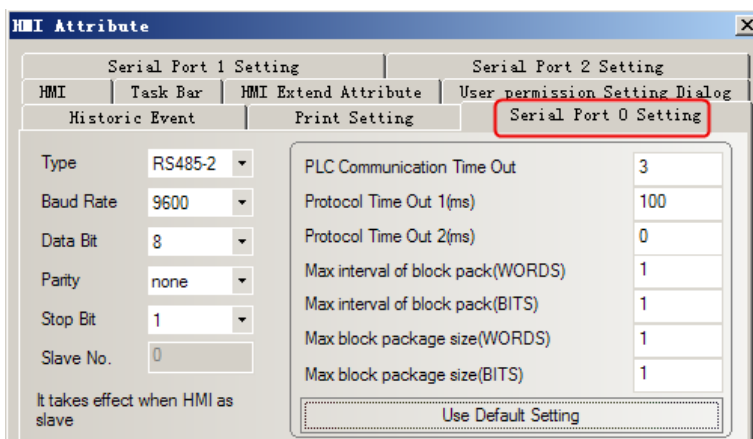 HMI Attribute
Serial Port 1 Setting
Serial Port 2 Setting
HMI
Task Bar
HMI Extend Attribute
User permission Setting Dialog
Historic Event
Print Setting
Serial Port 0 Setting
Type
RS485-2
Baud Rate
9600
Data Bit
8
Parity
none
Stop Bit
1
Slave No.
0
It takes effect when HMI as
slave
PLC Communication Time Out
3
Protocol Time Out 1(ms)
100
Protocol Time Out 2(ms)
0
Max interval of block pack(WORDS)
1
Max interval of block pack(BITS)
1
Max block package size(WORDS)
1
Max block package size(BITS)
1
Use Default Setting